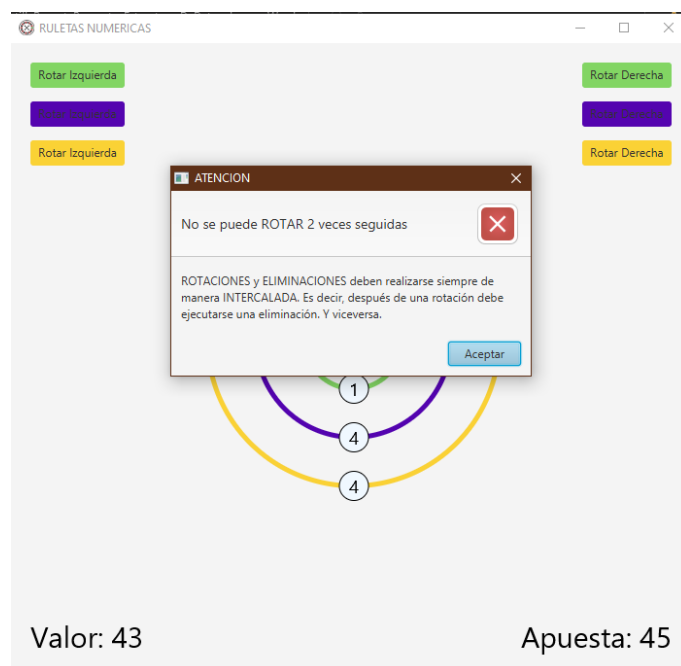 RULETAS NUMERICAS
Rotar Izquierda
Rotar Derecha
Rotar Izquierda
Rotar Derecha
Rotar Izquierda
Rotar Derecha
ATENCION
No se puede ROTAR 2 veces seguidas
ROTACIONES y ELIMINACIONES deben realizarse siempre de
manera INTERCALADA. Es decir, después de una rotación debe
ejecutarse una eliminación. Y viceversa.
Aceptar
1
4
4
Valor: 43
Apuesta: 45